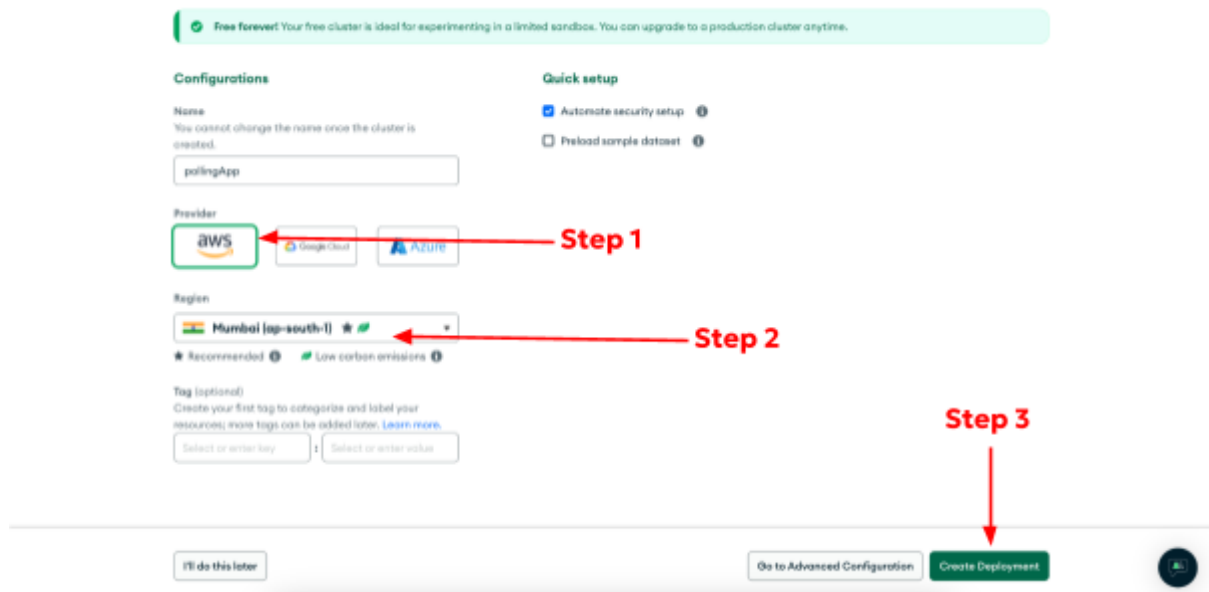 Free forever! Your free cluster is ideal for experimenting in a limited sandbox. You can upgrade to a production cluster anytime.
Configurations
Name
You cannot change the name once the cluster is
created.
pollingApp
Provider
aws
Google Cloud
Azure
Step 1
Region
Mumbai (ap-south-1)
Step 2
Recommended
Low carbon emissions
Tag (optional)
Create your first tag to categorize and label your
resources; more tags can be added later. Learn more.
Select or enter key
:
Select or enter value
Quick setup
Automate security setup
Preload sample dataset
Step 3
I'll do this later
Go to Advanced Configuration
Create Deployment